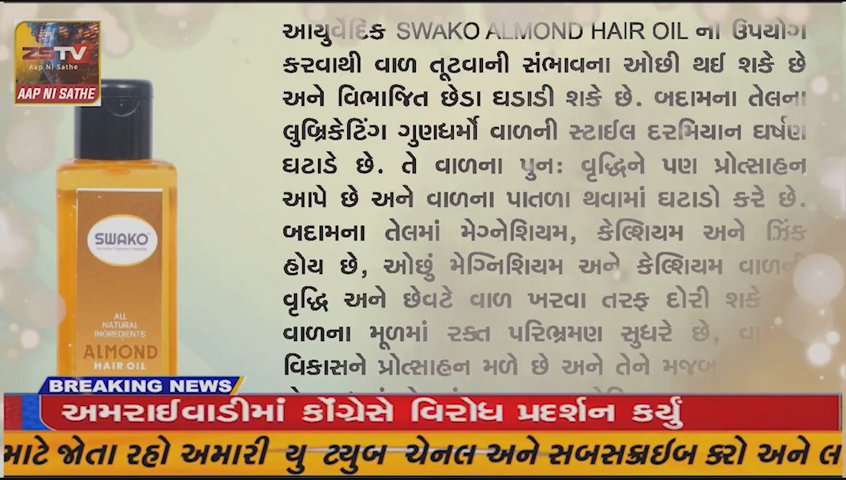 ZSTV
Aap Ni Sathe
AAP NI SATHE
આયુર્વેદિક SWAKO ALMOND HAIR OIL નો ઉપયોગ
કરવાથી વાળ તૂટવાની સંભાવના ઓછી થઈ શકે છે
અને વિભાજિત છેડા ઘડાડી શકે છે. બદામના તેલના
લુબ્રિકેટિંગ ગુણધર્મો વાળની સ્ટાઈલ દરમિયાન ઘર્ષણ
ઘટાડે છે. તે વાળના પુનઃ વૃદ્ધિને પણ પ્રોત્સાહન
આપે છે અને વાળના પાતળા થવામાં ઘટાડો કરે છે.
બદામના તેલમાં મેગ્નેશિયમ, કેલ્શિયમ અને ઝિંક
હોય છે, ઓછું મેગ્નિશિયમ અને કેલ્શિયમ વાળની
વૃદ્ધિ અને છેવટે વાળ ખરવા તરફ દોરી શકે
વાળના મૂળમાં રક્ત પરિભ્રમણ સુધરે છે,
વિકાસને પ્રોત્સાહન મળે છે અને તેને
SWAKO
ALL
NATURAL
INGREDIENTS
ALMOND
HAIR OIL
BREAKING NEWS
અમરાઈવાડીમાં કોંગ્રેસે વિરોધ પ્રદર્શન કર્યું
માટે જોતા રહો અમારી યુ ટ્યુબ ચેનલ અને સબસક્રાઇબ કરો અને લ